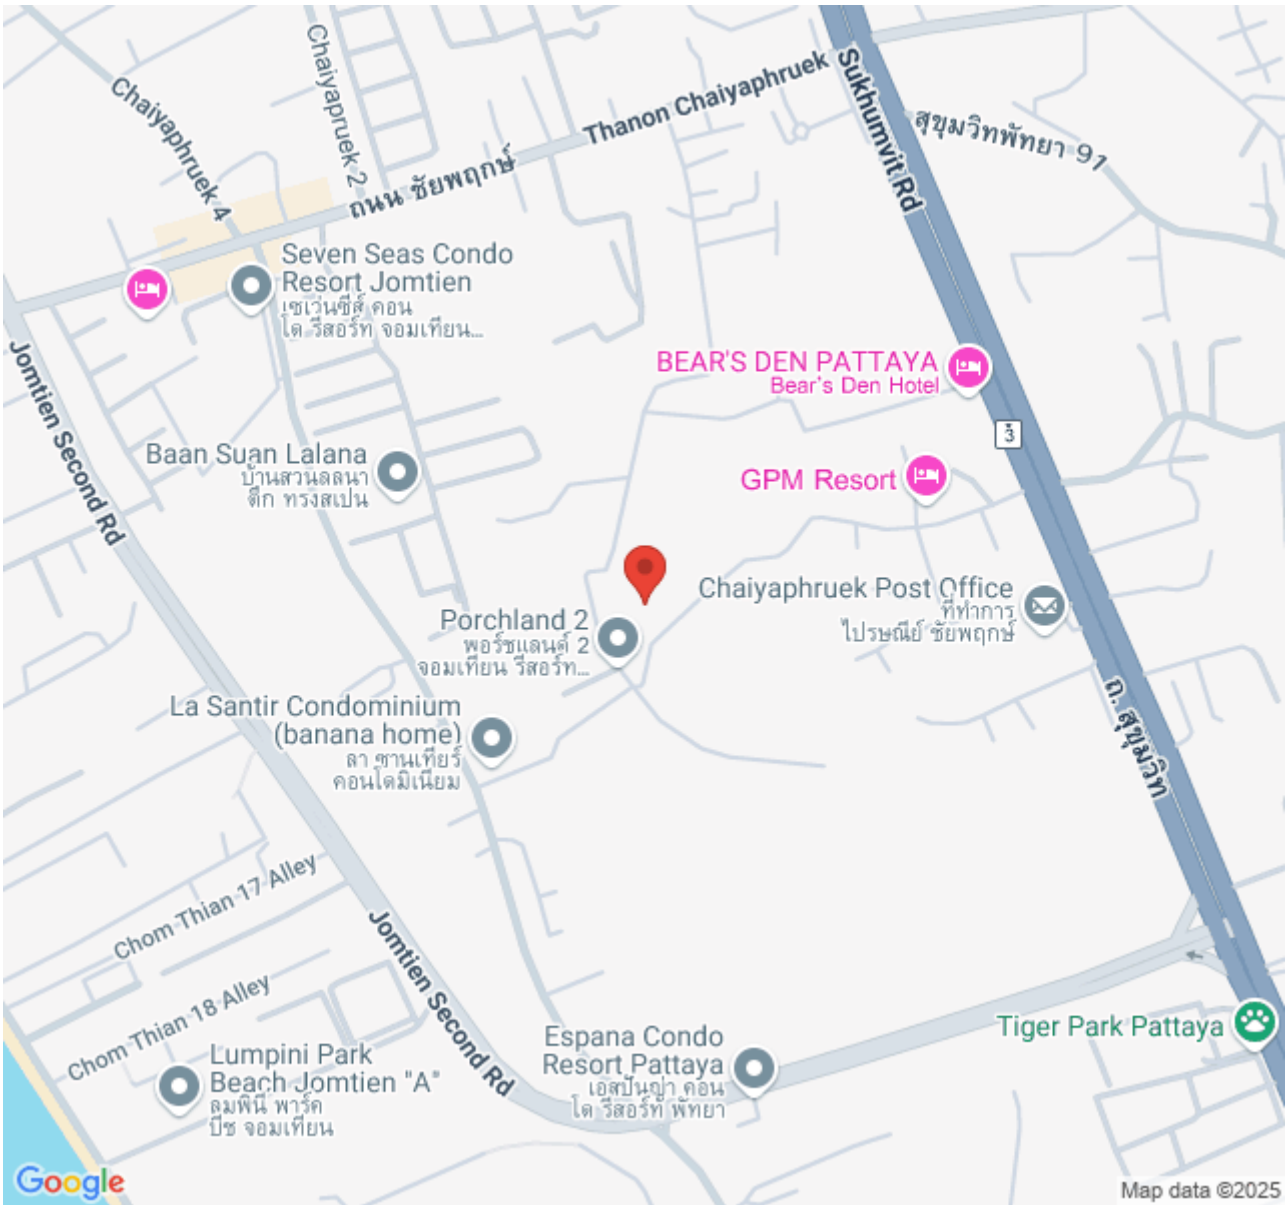 Chaiyapruek 2
Chaiyaphruek 4
Thanon Chaiyaphruek
ถนน ชัยพฤกษ์
Sukhumvit Rd
สุขุมวิทพัทยา 91
Seven Seas Condo
Resort Jomtien
เซเว่นซีส์ คอน
โด รีสอร์ท จอมเทียน...
Jomtien Second Rd
BEAR'S DEN PATTAYA
Bear's Den Hotel
3
Baan Suan Lalana
บ้านสวนลลนา
ตึก ทรงสเปน
GPM Resort
Chaiyaphruek Post Office
ที่ทำการ
ไปรษณีย์ ชัยพฤกษ์
Porchland 2
พอร์ชแลนด์ 2
จอมเทียน รีสอร์ท...
La Santir Condominium
(banana home)
ลา ซานเทียร์
คอนโดมิเนียม
ถ. สุขุมวิท
Chom Thian 17 Alley
Jomtien Second Rd
Chom Thian 18 Alley
Tiger Park Pattaya
Espana Condo
Resort Pattaya
เอสปันญ่า คอน
โด รีสอร์ท พัทยา
Lumpini Park
Beach Jomtien "A"
ลุมพินี พาร์ค
บีช จอมเทียน
Google
Map data ©2025